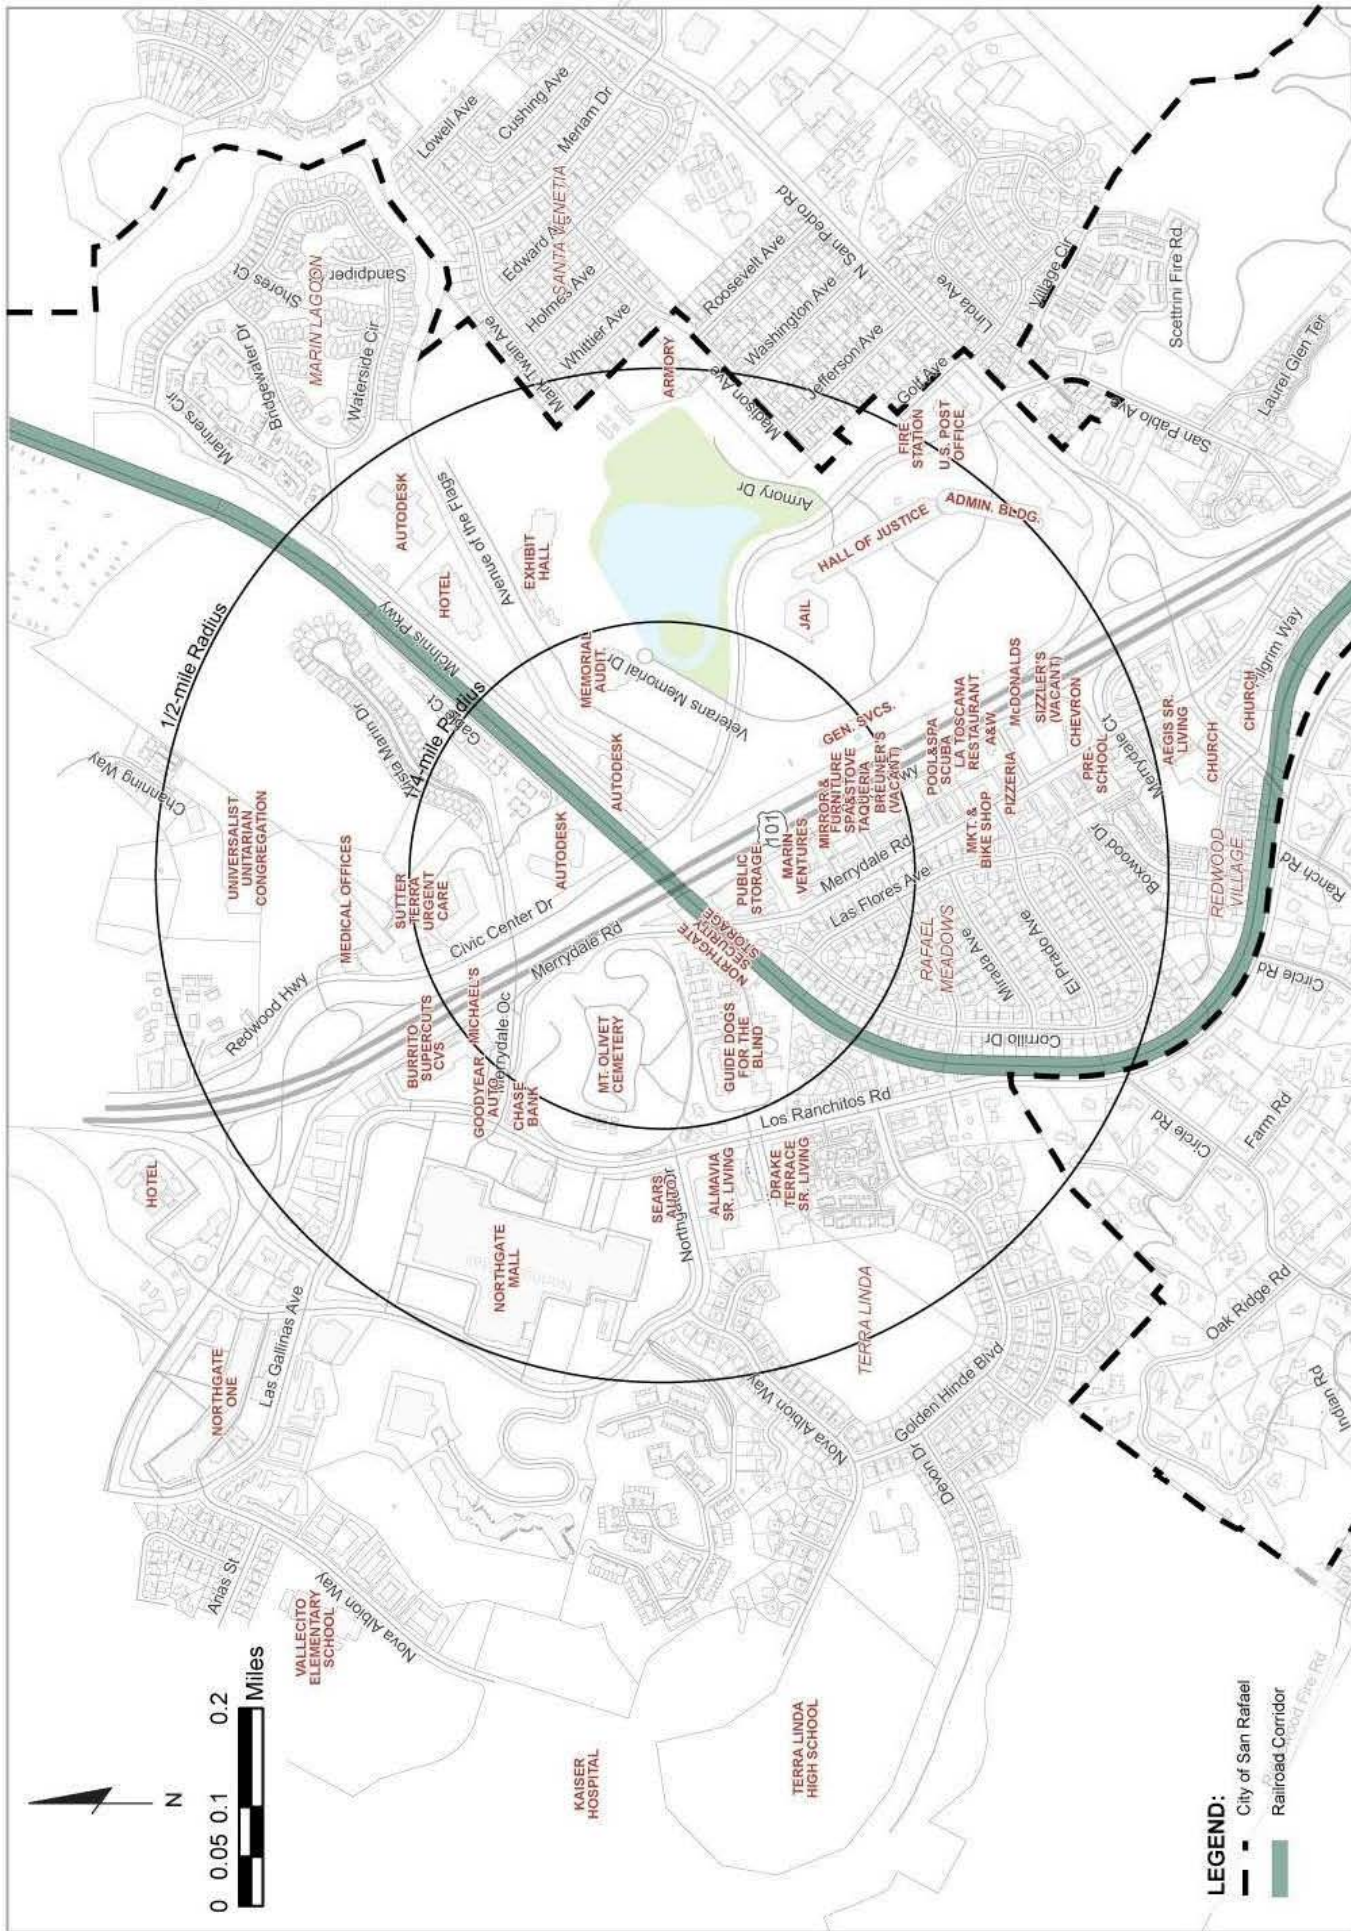 0 0.05 0.1 0.2
Miles
N
LEGEND:
City of San Rafael
Railroad Corridor
1/2-mile Radius
1/4-mile Radius
VALLECITO
ELEMENTARY
SCHOOL
Nova Albion Way
Arias St
KAISER
HOSPITAL
TERRA LINDA
HIGH SCHOOL
NORTHGATE
ONE
Las Gallinas Ave
HOTEL
NORTHGATE
MALL
SEARS
AUTO
ALMAVIA
SR. LIVING
DRAKE
TERRACE
SR. LIVING
TERRA LINDA
Nova Albion Way
Golden Hinde Blvd
Devon Dr
Los Ranchitos Rd
Circle Rd
Farm Rd
Oak Ridge Rd
Indian Rd
Circle Rd
Ranch Rd
BURRITO
SUPERCUTS
CVS
GOODYEAR
AUTO
MICHAEL'S
Merrydale Oc
CHASE
BANK
MT. OLIVET
CEMETERY
GUIDE DOGS
FOR THE
BLIND
NORTHGATE
SECURITY
STORAGE
Merrydale Rd
Civic Center Dr
Redwood Hwy
UNIVERSALIST
UNITARIAN
CONGREGATION
MEDICAL OFFICES
SUTTER
TERRA
URGENT
CARE
Channing Way
Vista Marin Dr
McInnis Pkwy
AUTODESK
AUTODESK
AUTODESK
HOTEL
EXHIBIT
HALL
Avenue of the Flags
MEMORIAL
AUDIT.
Veterans Memorial Dr
101
PUBLIC
STORAGE
MARIN
VENTURES
MIRROR &
FURNITURE
SPA&STOVE
TAQUERIA
BREUNER'S
(VACANT)
GEN. SVCS.
Merrydale Rd
Las Flores Ave
RAFAEL
MEADOWS
Mirada Ave
El Prado Ave
Corrillo Dr
Boxwood Dr
Merrydale Ct
POOL&SPA
SCUBA
LA TOSCANA
RESTAURANT
A&W
McDONALDS
SIZZLER'S
(VACANT)
CHEVRON
PIZZERIA
MKT. &
BIKE SHOP
PRE-
SCHOOL
AEGIS SR.
LIVING
CHURCH
CHURCH
Pilgrim Way
REDWOOD
VILLAGE
JAIL
HALL OF JUSTICE
ADMIN. BLDG.
FIRE
STATION
U.S. POST
OFFICE
Armory Dr
ARMORY
MARIN LAGOON
Manners Cir
Bridgewater Dr
Shores Ct
Sandpiper
Waterside Cir
Lowell Ave
Cushing Ave
Meriam Dr
SANTA VENETIA
Holmes Ave
Whittier Ave
Mark Twain Ave
N San Pedro Rd
Roosevelt Ave
Washington Ave
Jefferson Ave
Madison Ave
Golf Ave
Linda Ave
Village Cir
San Pablo Ave
Scettrini Fire Rd
Laurel Glen Ter